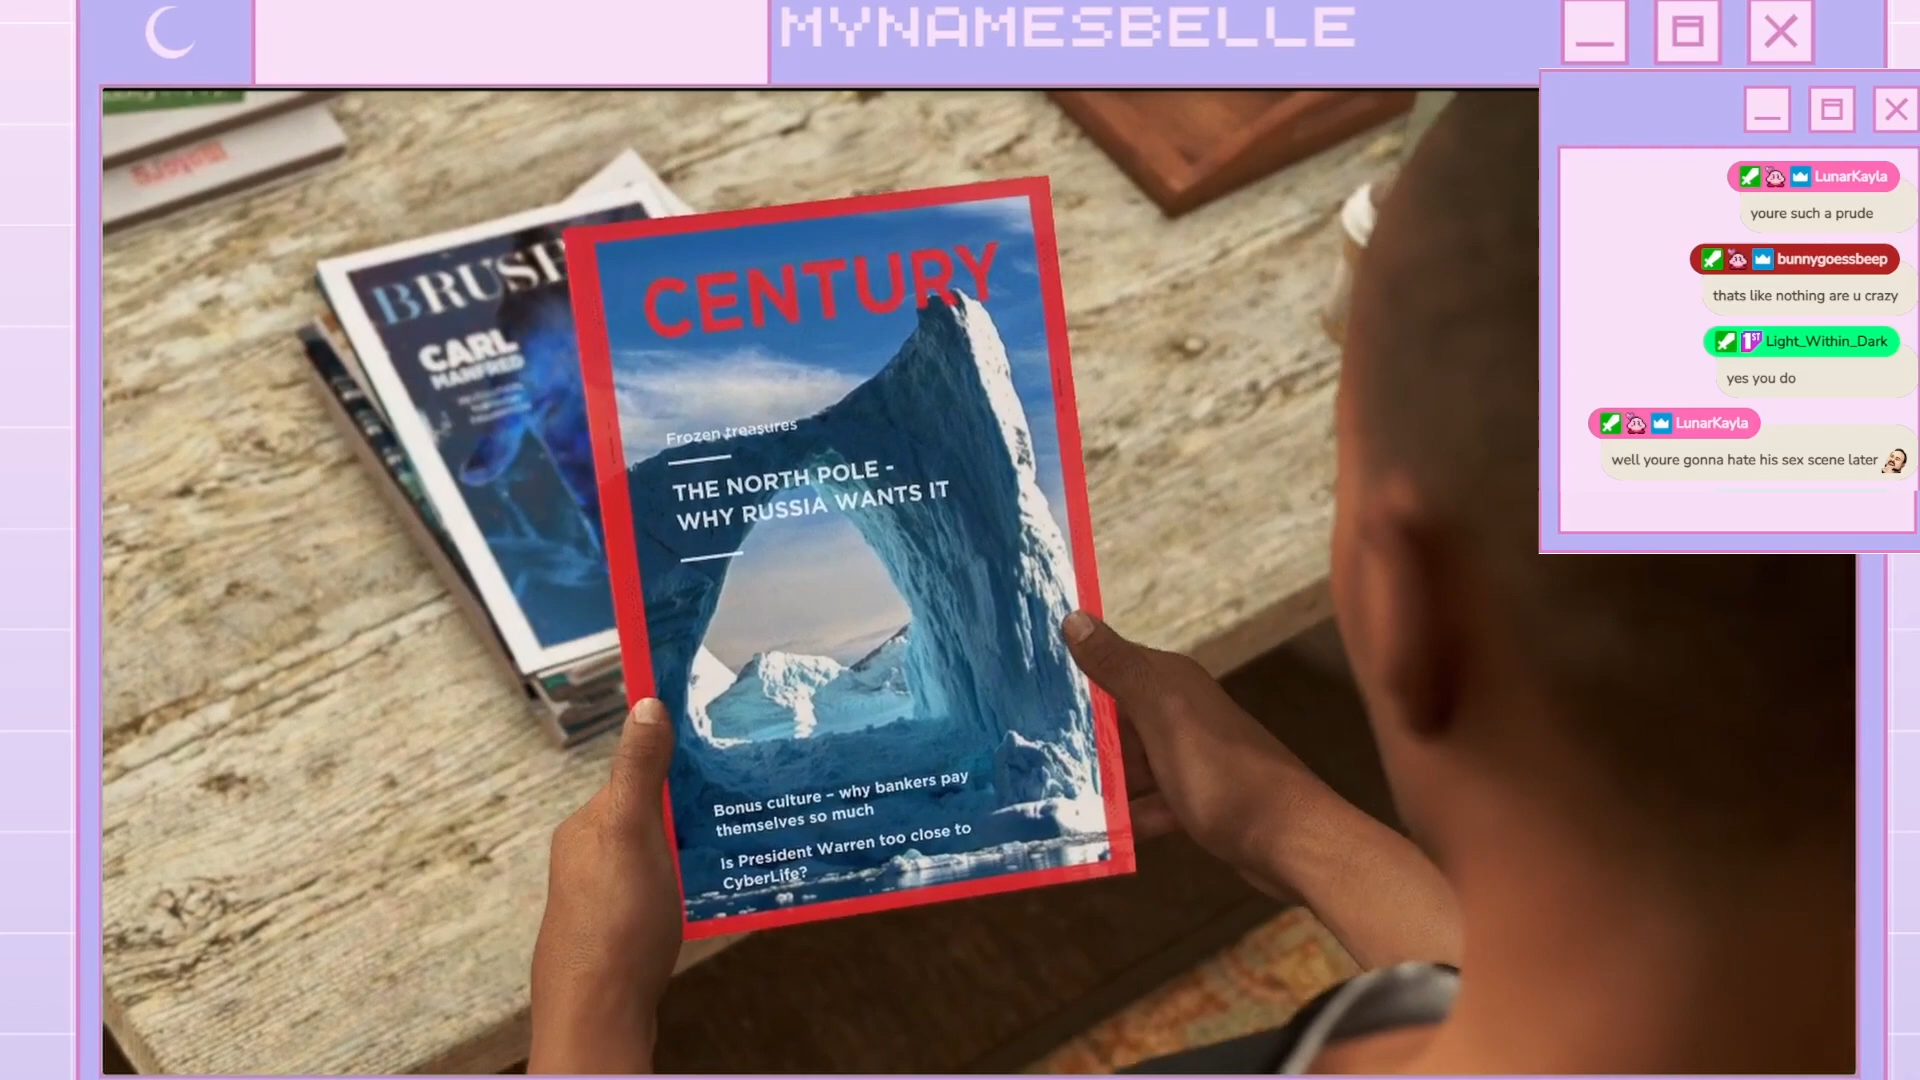 MYNAMESBELLE
LunarKayla
youre such a prude
bunnygoessbeep
thats like nothing are u crazy
Light_Within_Dark
yes you do
LunarKayla
well youre gonna hate his sex scene later
BRUSH
CARL
MANFRED
CENTURY
Frozen treasures
THE NORTH POLE -
WHY RUSSIA WANTS IT
Bonus culture – why bankers pay
themselves so much
Is President Warren too close to
CyberLife?